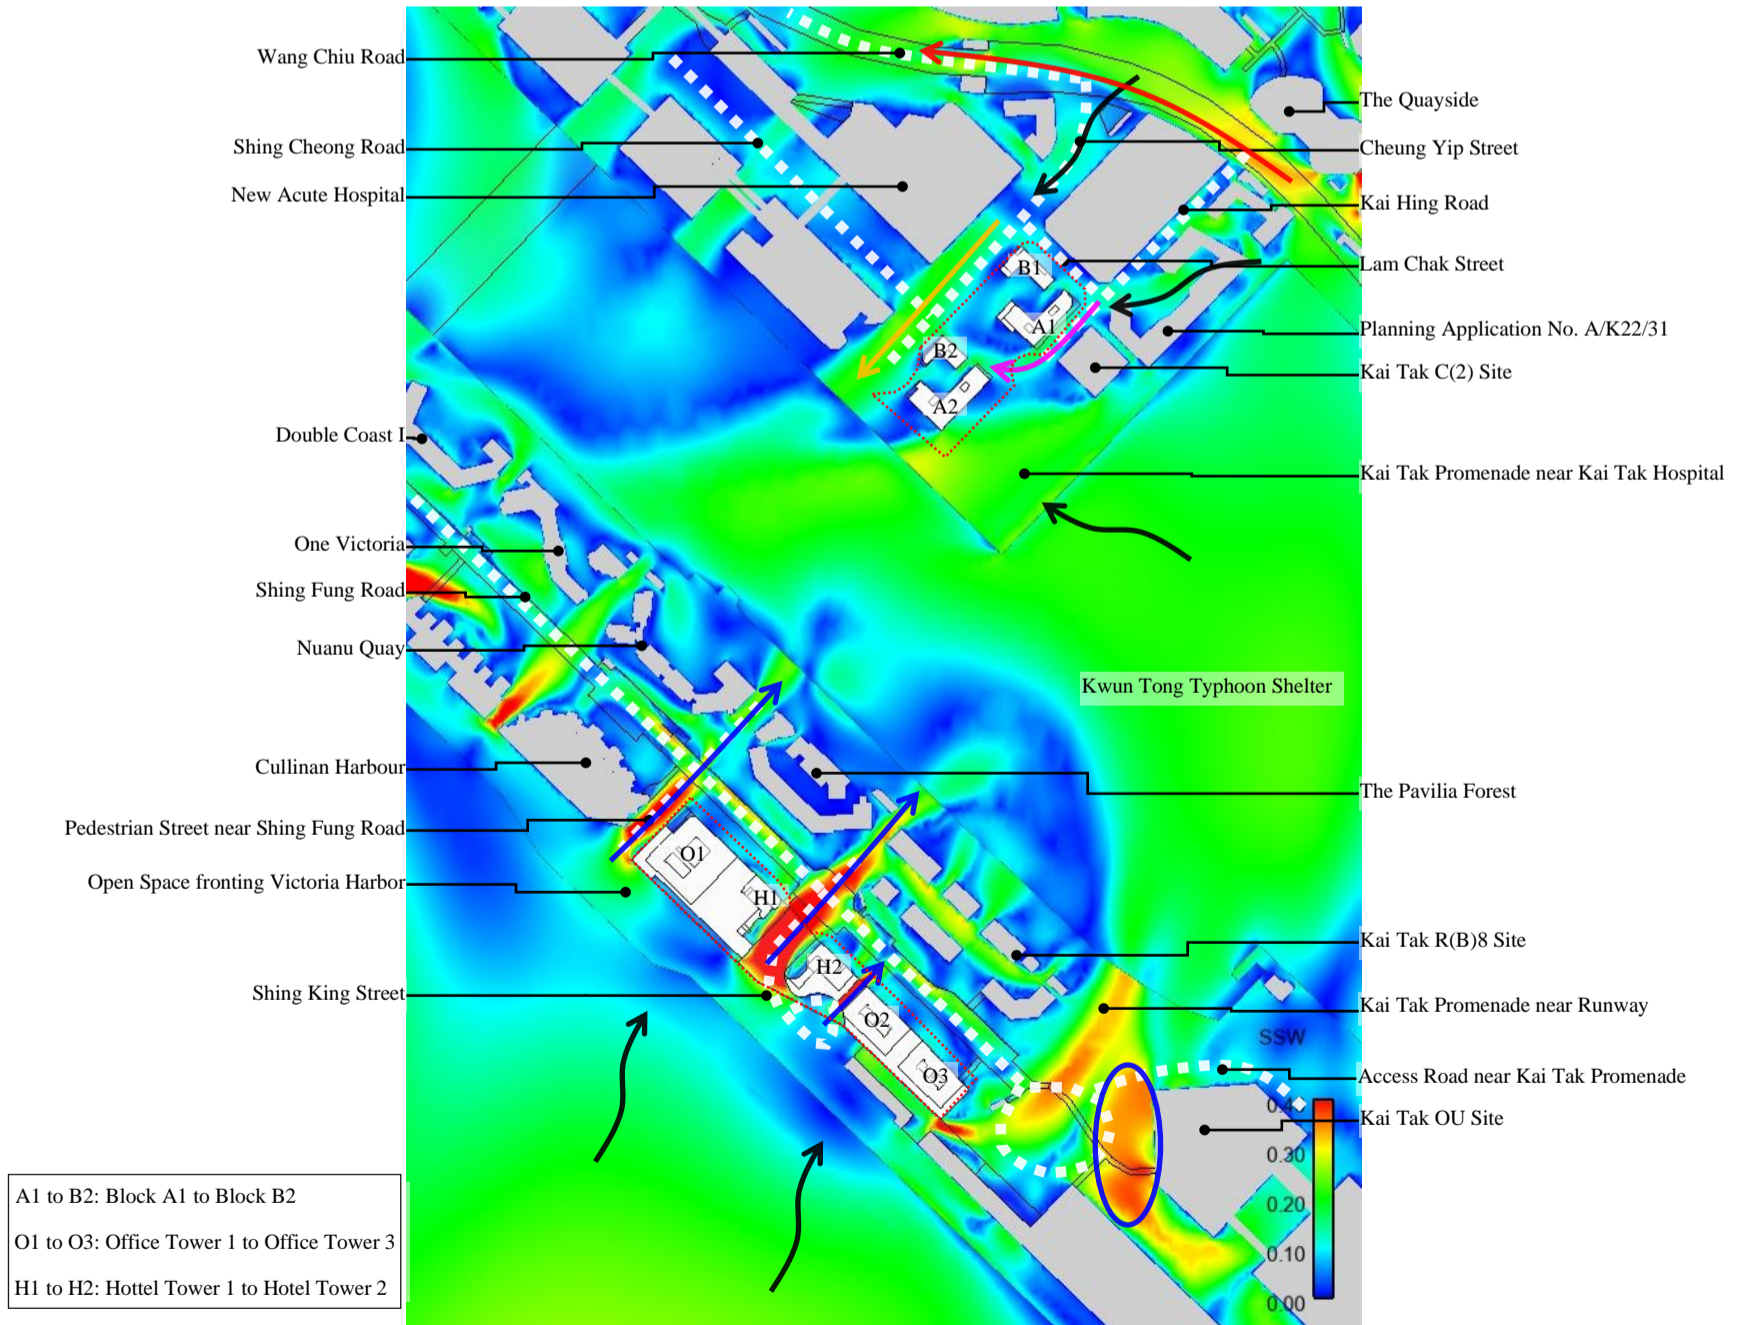 Wang Chiu Road
Shing Cheong Road
New Acute Hospital
Double Coast I
One Victoria
Shing Fung Road
Nuanu Quay
Cullinan Harbour
Pedestrian Street near Shing Fung Road
Open Space fronting Victoria Harbor
Shing King Street
The Quayside
Cheung Yip Street
Kai Hing Road
Lam Chak Street
Planning Application No. A/K22/31
Kai Tak C(2) Site
Kai Tak Promenade near Kai Tak Hospital
Kwun Tong Typhoon Shelter
The Pavilia Forest
Kai Tak R(B)8 Site
Kai Tak Promenade near Runway
Access Road near Kai Tak Promenade
Kai Tak OU Site
B1
A1
B2
A2
O1
H1
H2
O2
O3
SSW
0.30
0.20
0.10
0.00
A1 to B2: Block A1 to Block B2
O1 to O3: Office Tower 1 to Office Tower 3
H1 to H2: Hottel Tower 1 to Hotel Tower 2